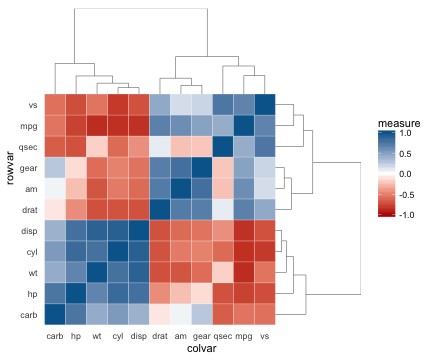 vs
mpg
qsec
gear
am
drat
disp
cyl
wt
hp
carb
rowvar
carb hp wt cyl disp drat am gear qsec mpg vs
colvar
measure
1.0
0.5
0.0
-0.5
-1.0